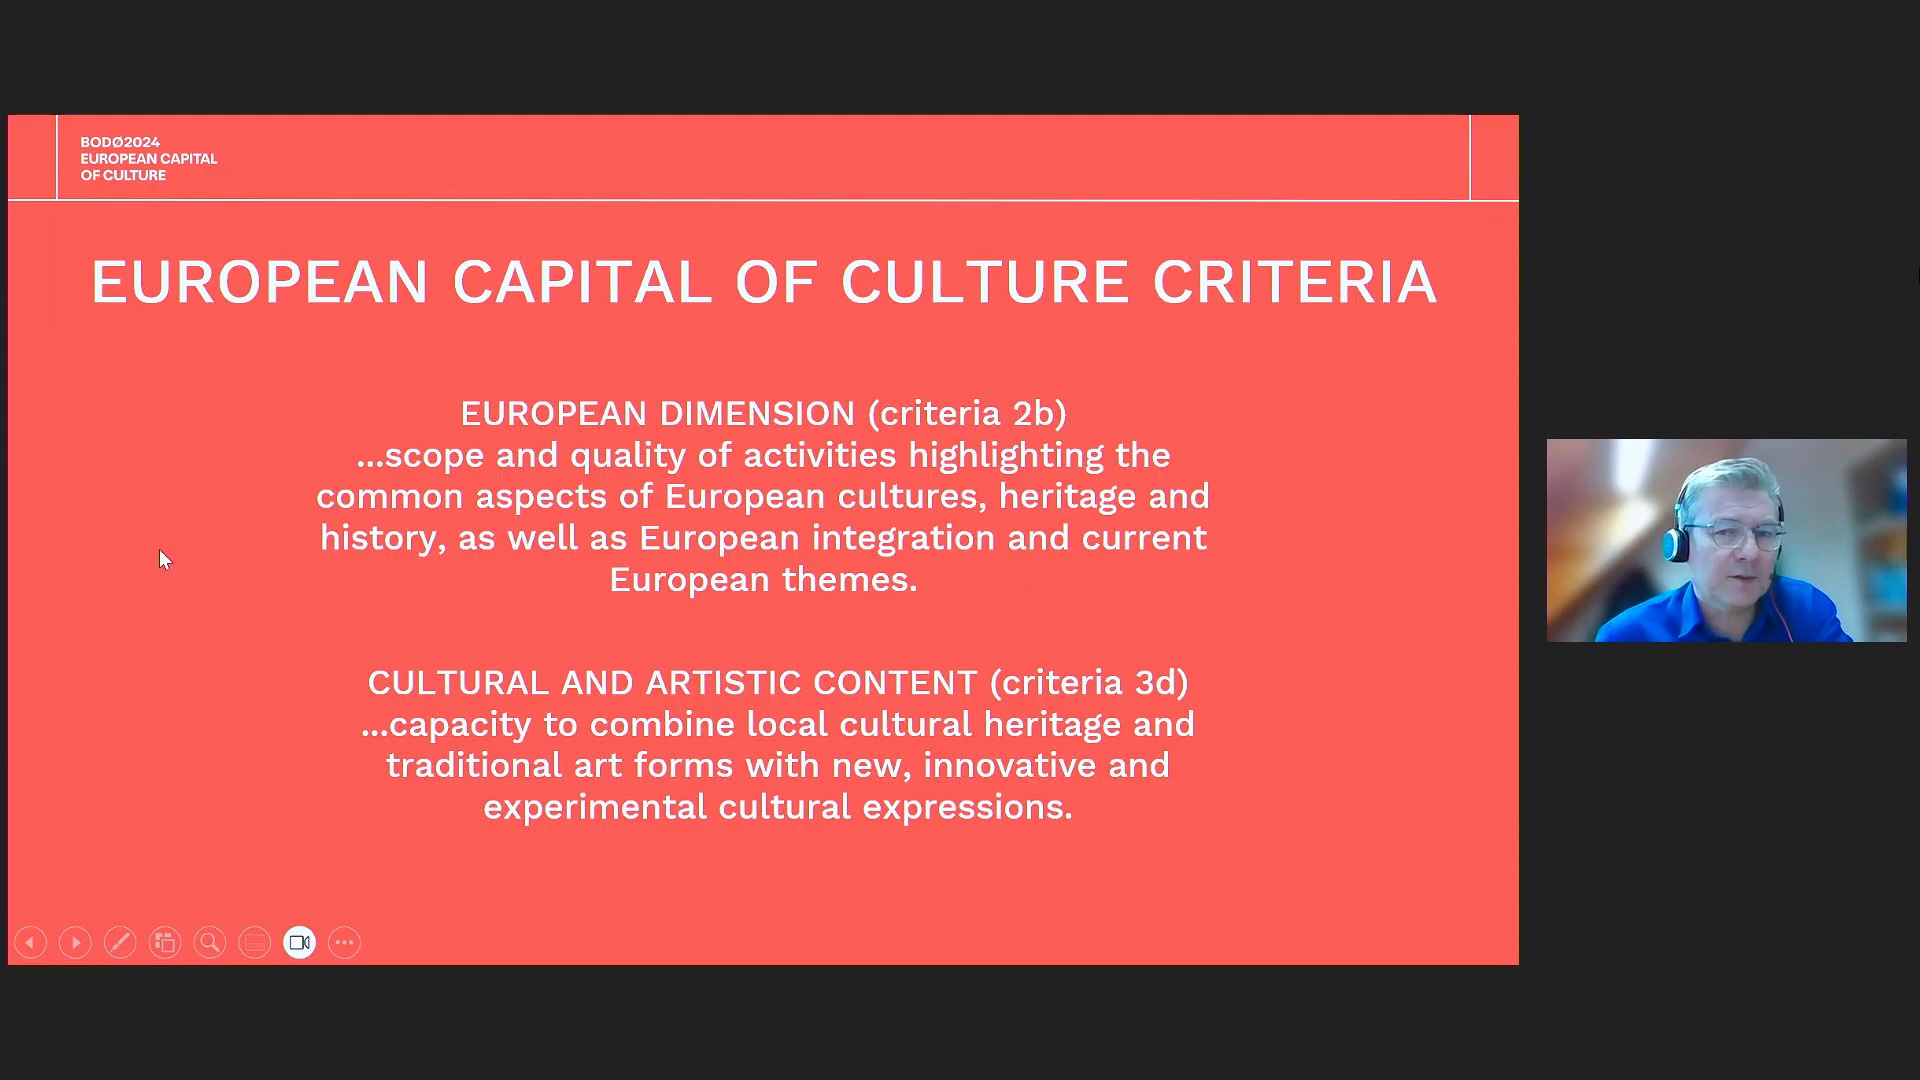 BODØ2024
EUROPEAN CAPITAL
OF CULTURE
EUROPEAN CAPITAL OF CULTURE CRITERIA
EUROPEAN DIMENSION (criteria 2b)
...scope and quality of activities highlighting the
common aspects of European cultures, heritage and
history, as well as European integration and current
European themes.
CULTURAL AND ARTISTIC CONTENT (criteria 3d)
...capacity to combine local cultural heritage and
traditional art forms with new, innovative and
experimental cultural expressions.